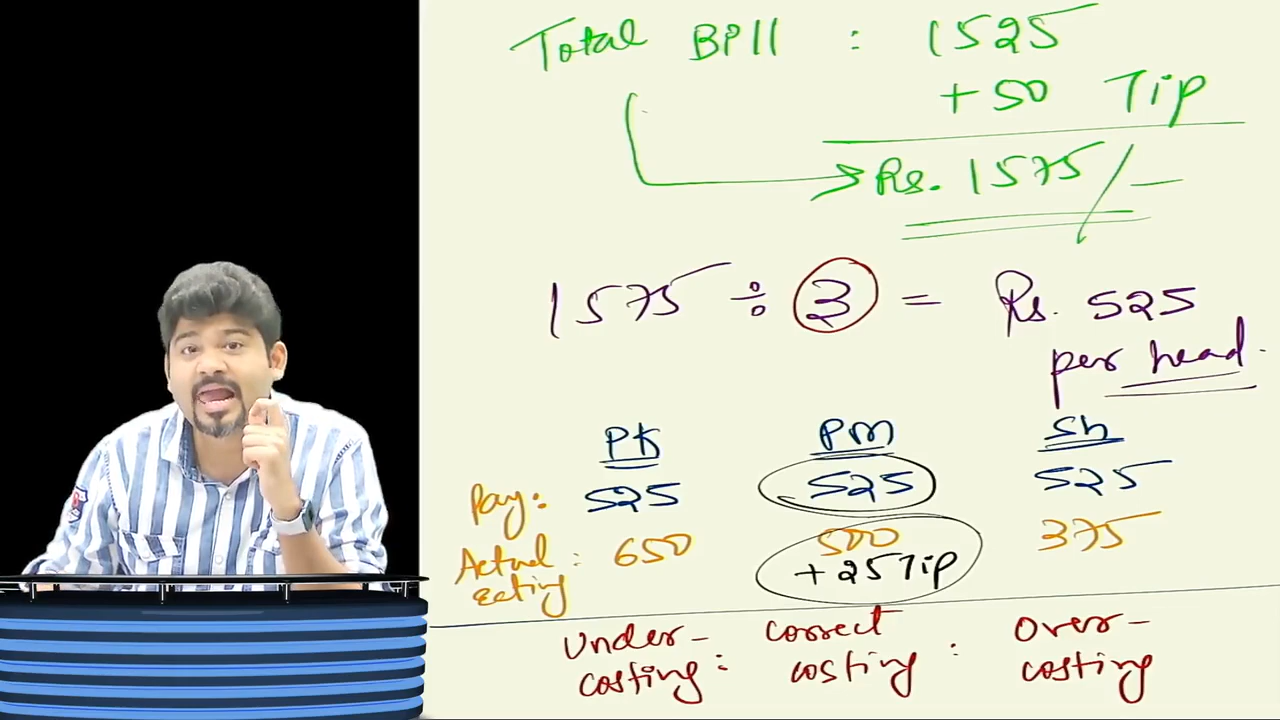 Total Bill : 1525
+ 50 Tip
Rs. 1575/-
1575 ÷ 3 = Rs. 525
per head.
PK PM Sh
Pay: 525 525 525
Actual Eating : 650 500 375
+ 25 Tip
Under-costing : Correct costing : Over-costing